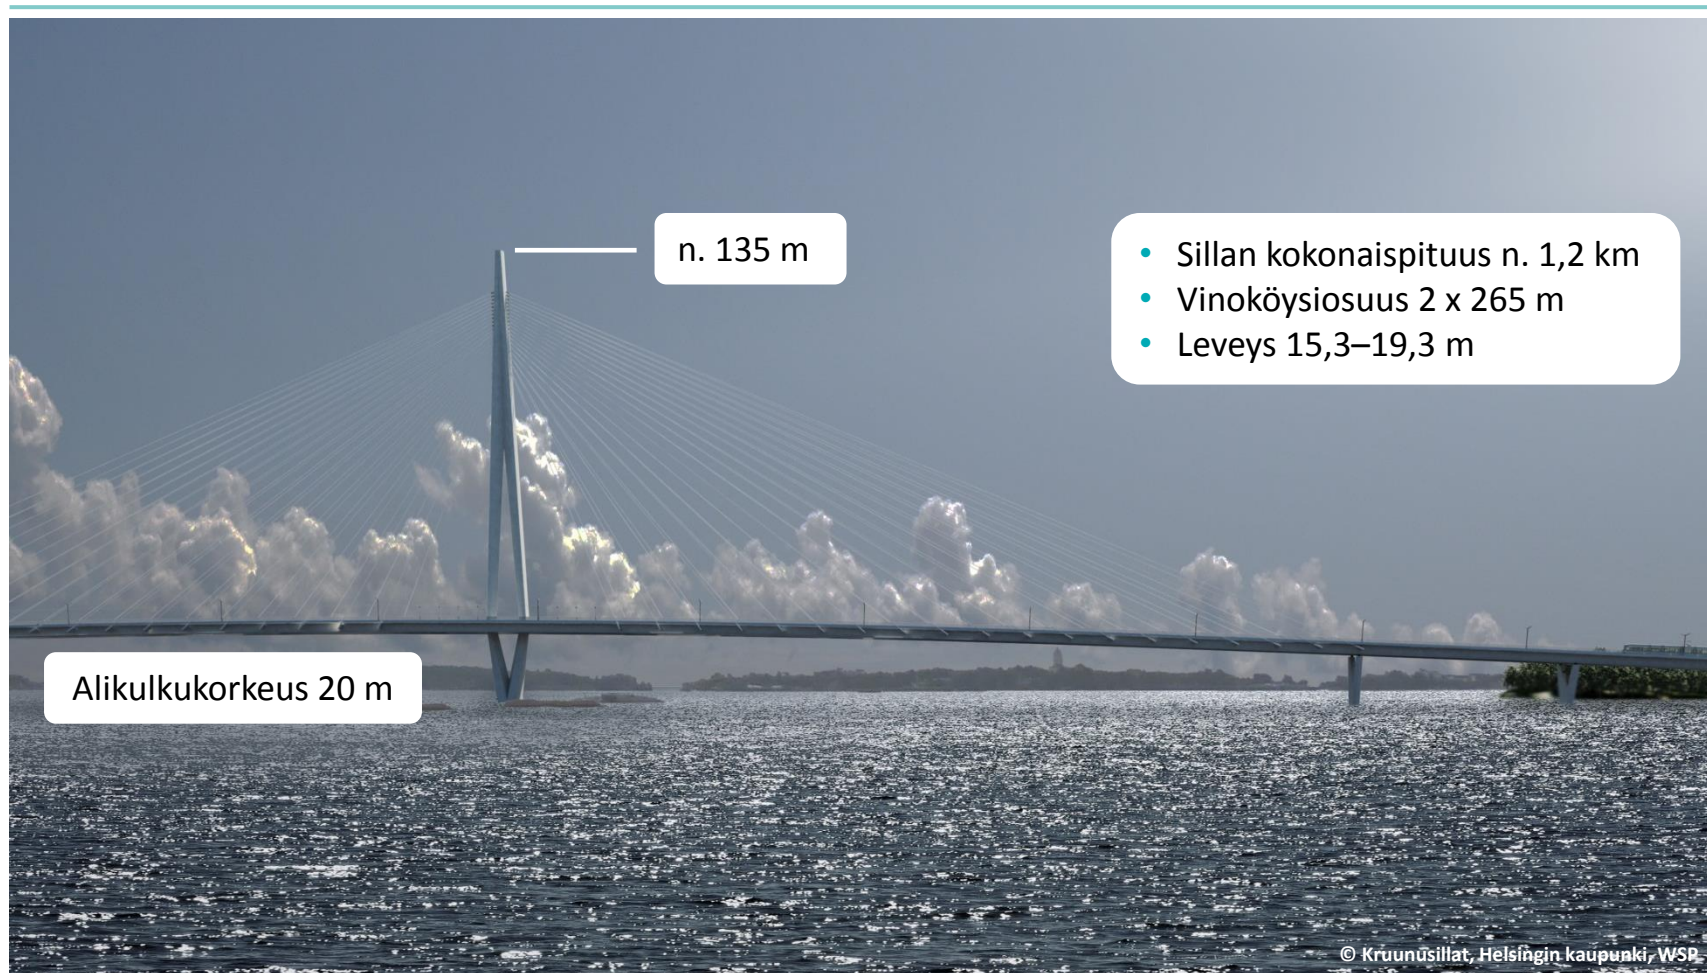 n. 135 m
• Sillan kokonaispituus n. 1,2 km
• Vinoköysiosuus 2 x 265 m
• Leveys 15,3–19,3 m
Alikulkukorkeus 20 m
© Kruunusillat, Helsingin kaupunki, WSP